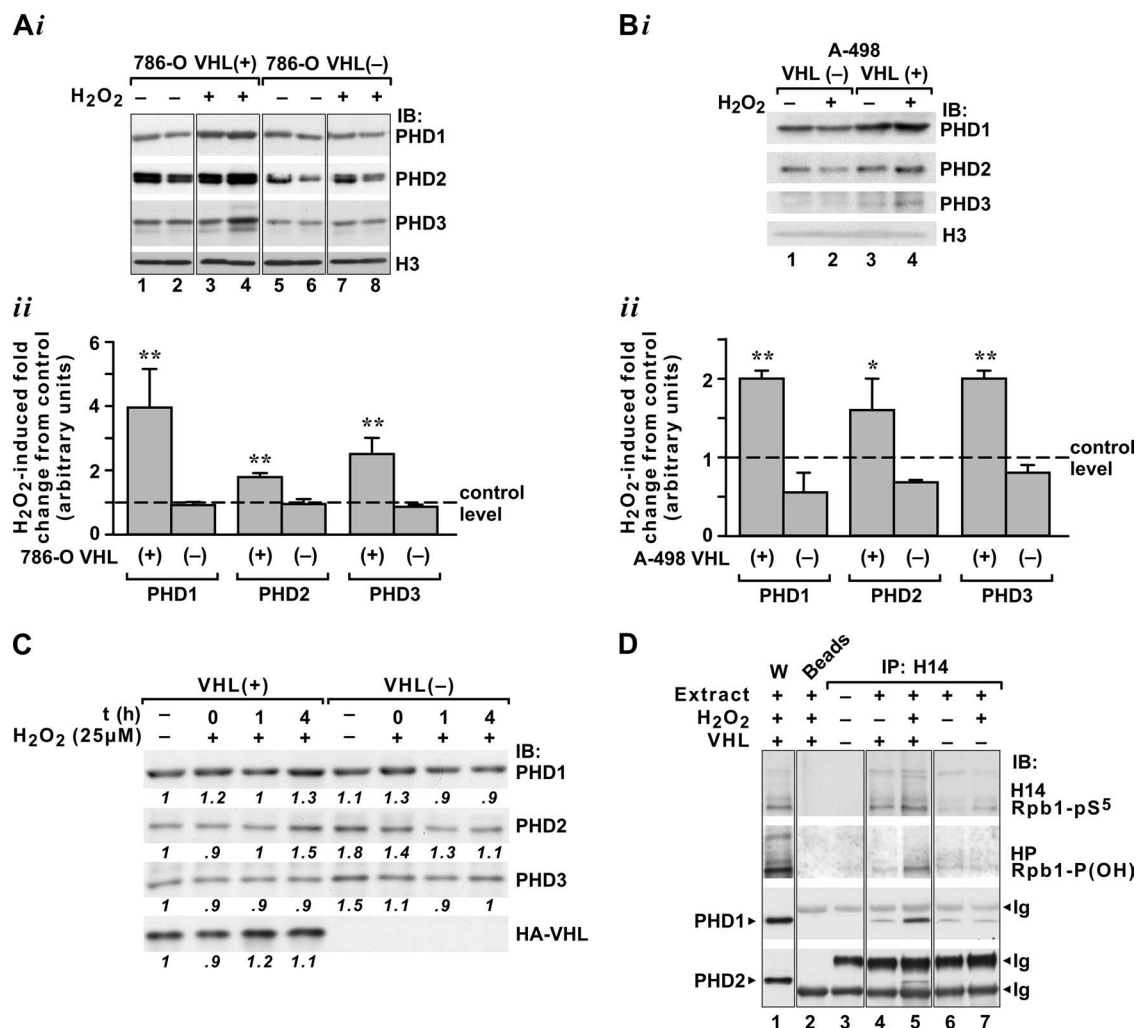 Ai
786-O VHL(+) 786-O VHL(–)
H2O2 – – + + – – + +
IB:
PHD1
PHD2
PHD3
H3
1 2 3 4 5 6 7 8
ii
H2O2-induced fold
change from control
(arbitrary units)
6
4
2
0
** ** **
control
level
786-O VHL (+) (–) (+) (–) (+) (–)
PHD1 PHD2 PHD3
Bi
A-498
VHL (–) VHL (+)
H2O2 – + – +
IB:
PHD1
PHD2
PHD3
H3
1 2 3 4
ii
H2O2-induced fold
change from control
(arbitrary units)
2
1
0
** * **
control
level
A-498 VHL (+) (–) (+) (–) (+) (–)
PHD1 PHD2 PHD3
C
VHL(+) VHL(–)
t (h) – 0 1 4 – 0 1 4
H2O2 (25µM) + + + + + +
IB:
PHD1
1 1.2 1 1.3 1.1 1.3 .9 .9
PHD2
1 .9 1 1.5 1.8 1.4 1.3 1.1
PHD3
1 .9 .9 .9 1.5 1.1 .9 1
HA-VHL
1 .9 1.2 1.1
D
W Beads IP: H14
Extract + + – + + + +
H2O2 + + + +
VHL + + – + + – –
IB:
H14
Rpb1-pS5
HP
Rpb1-P(OH)
PHD1 Ig
PHD2 Ig
Ig
1 2 3 4 5 6 7